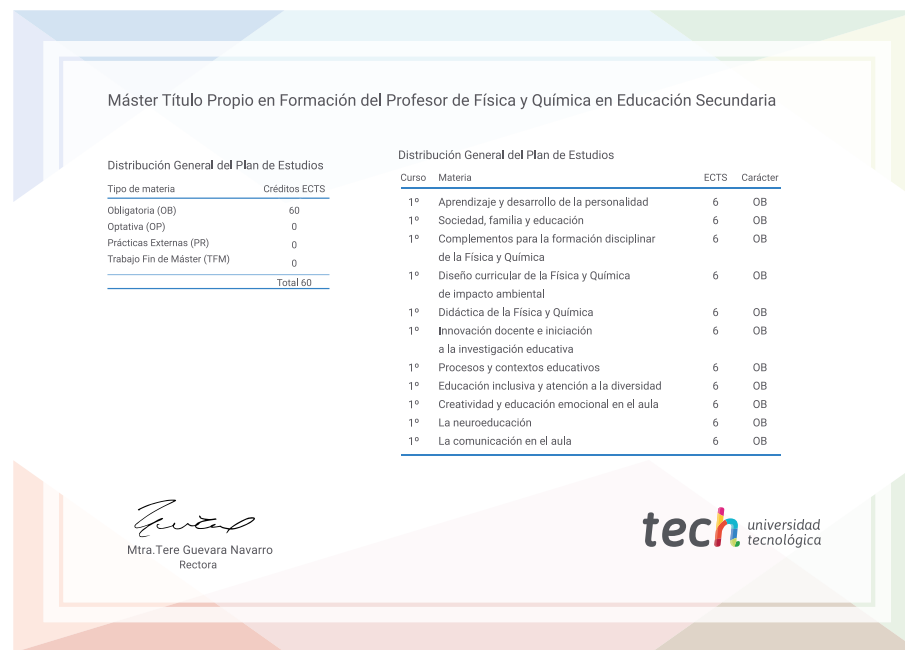 Máster Título Propio en Formación del Profesor de Física y Química en Educación Secundaria
Distribución General del Plan de Estudios
Tipo de materia Créditos ECTS
Obligatoria (OB) 60
Optativa (OP) 0
Prácticas Externas (PR) 0
Trabajo Fin de Máster (TFM) 0
Total 60
Distribución General del Plan de Estudios
Curso Materia ECTS Carácter
1º Aprendizaje y desarrollo de la personalidad 6 OB
1º Sociedad, familia y educación 6 OB
1º Complementos para la formación disciplinar 6 OB
de la Física y Química
1º Diseño curricular de la Física y Química 6 OB
de impacto ambiental
1º Didáctica de la Física y Química 6 OB
1º Innovación docente e iniciación 6 OB
a la investigación educativa
1º Procesos y contextos educativos 6 OB
1º Educación inclusiva y atención a la diversidad 6 OB
1º Creatividad y educación emocional en el aula 6 OB
1º La neuroeducación 6 OB
1º La comunicación en el aula 6 OB
Mtra.Tere Guevara Navarro
Rectora
tech universidad
tecnológica